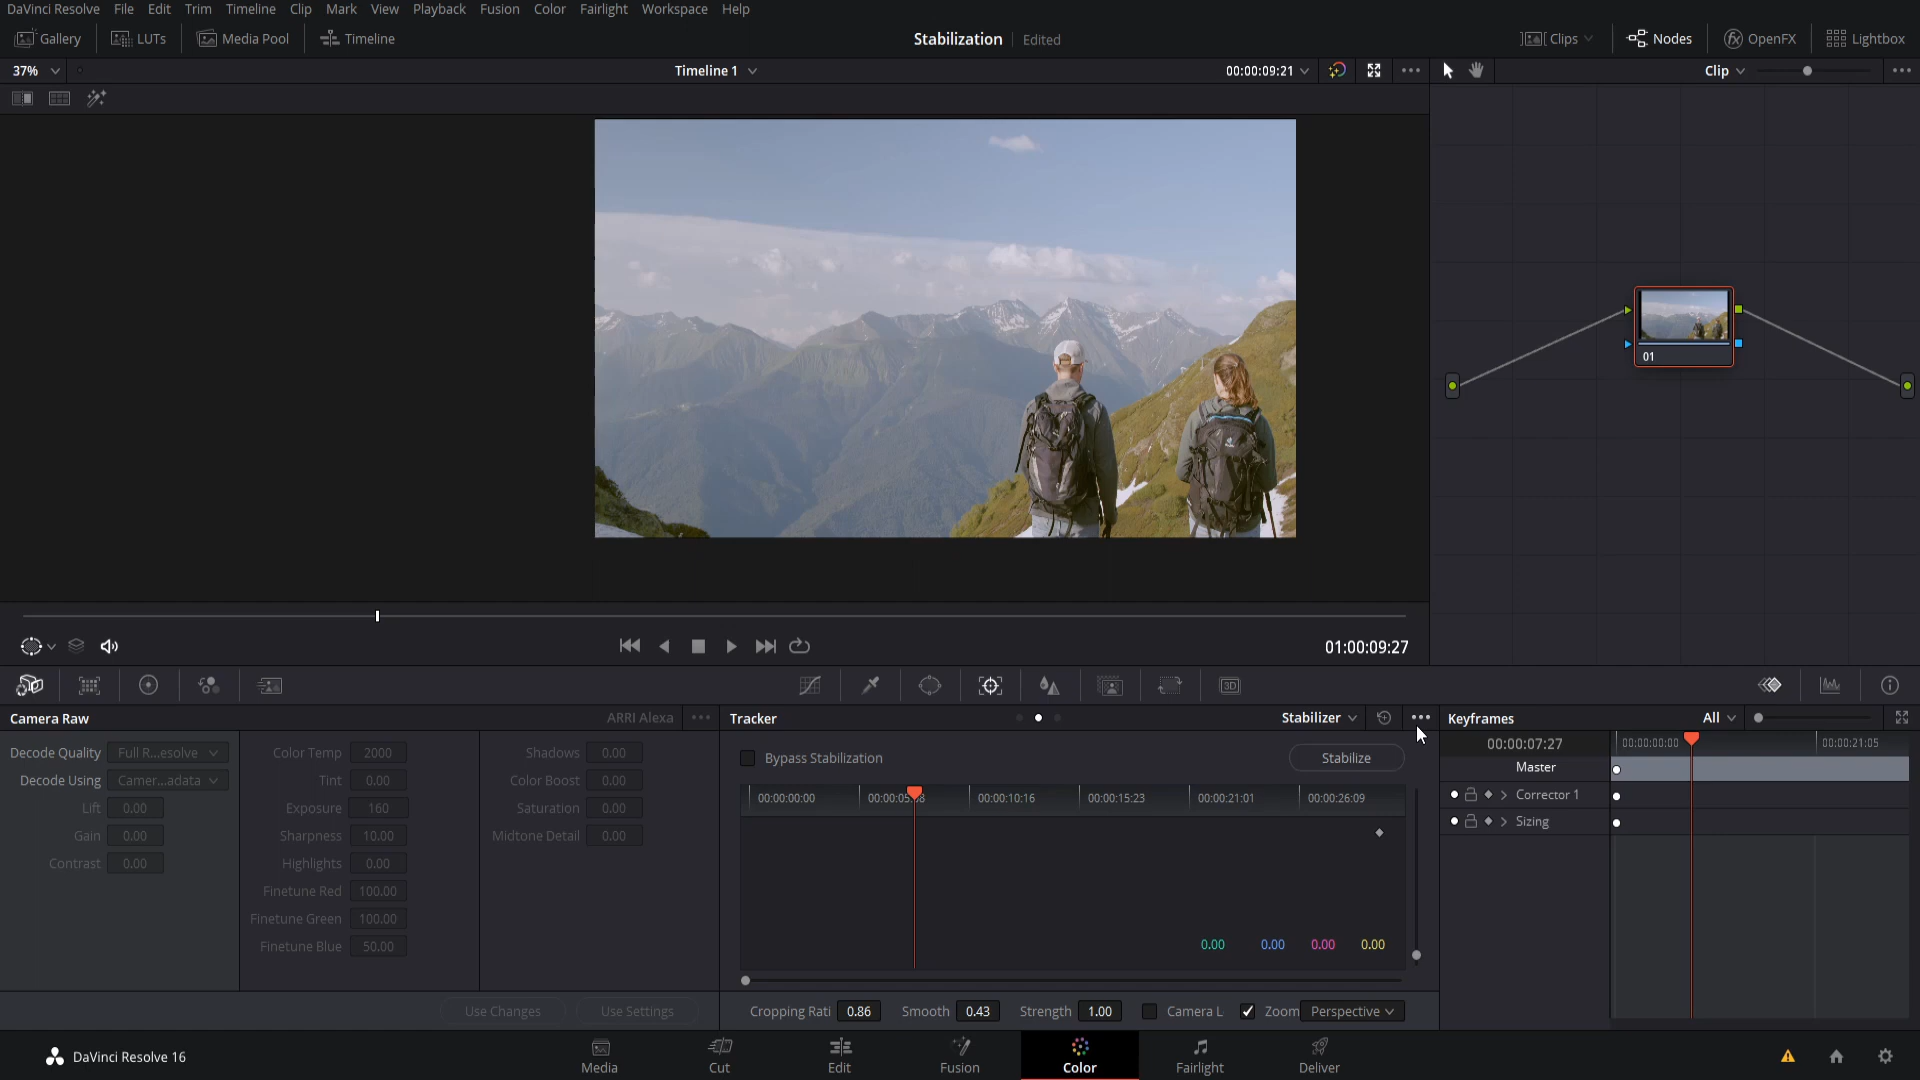 DaVinci Resolve File Edit Trim Timeline Clip Mark View Playback Fusion Color Fairlight Workspace Help
Gallery LUTs Media Pool Timeline Stabilization Edited Clips Nodes OpenFX Lightbox
37% Timeline 1 00:00:09:21 Clip
01
01:00:09:27
Camera Raw ARRI Alexa Tracker Stabilizer Keyframes All
Decode Quality Full R...esolve
Decode Using Camer...adata
Lift 0.00
Gain 0.00
Contrast 0.00
Color Temp 2000
Tint 0.00
Exposure 160
Sharpness 10.00
Highlights 0.00
Finetune Red 100.00
Finetune Green 100.00
Finetune Blue 50.00
Shadows 0.00
Color Boost 0.00
Saturation 0.00
Midtone Detail 0.00
Use Changes Use Settings
Bypass Stabilization Stabilize
00:00:00:00 00:00:10:16 00:00:15:23 00:00:21:01 00:00:26:09
0.00 0.00 0.00 0.00
Cropping Rati 0.86 Smooth 0.43 Strength 1.00 Camera L Zoom Perspective
00:00:07:27 00:00:00:00 00:00:21:05
Master
Corrector 1
Sizing
DaVinci Resolve 16 Media Cut Edit Fusion Color Fairlight Deliver